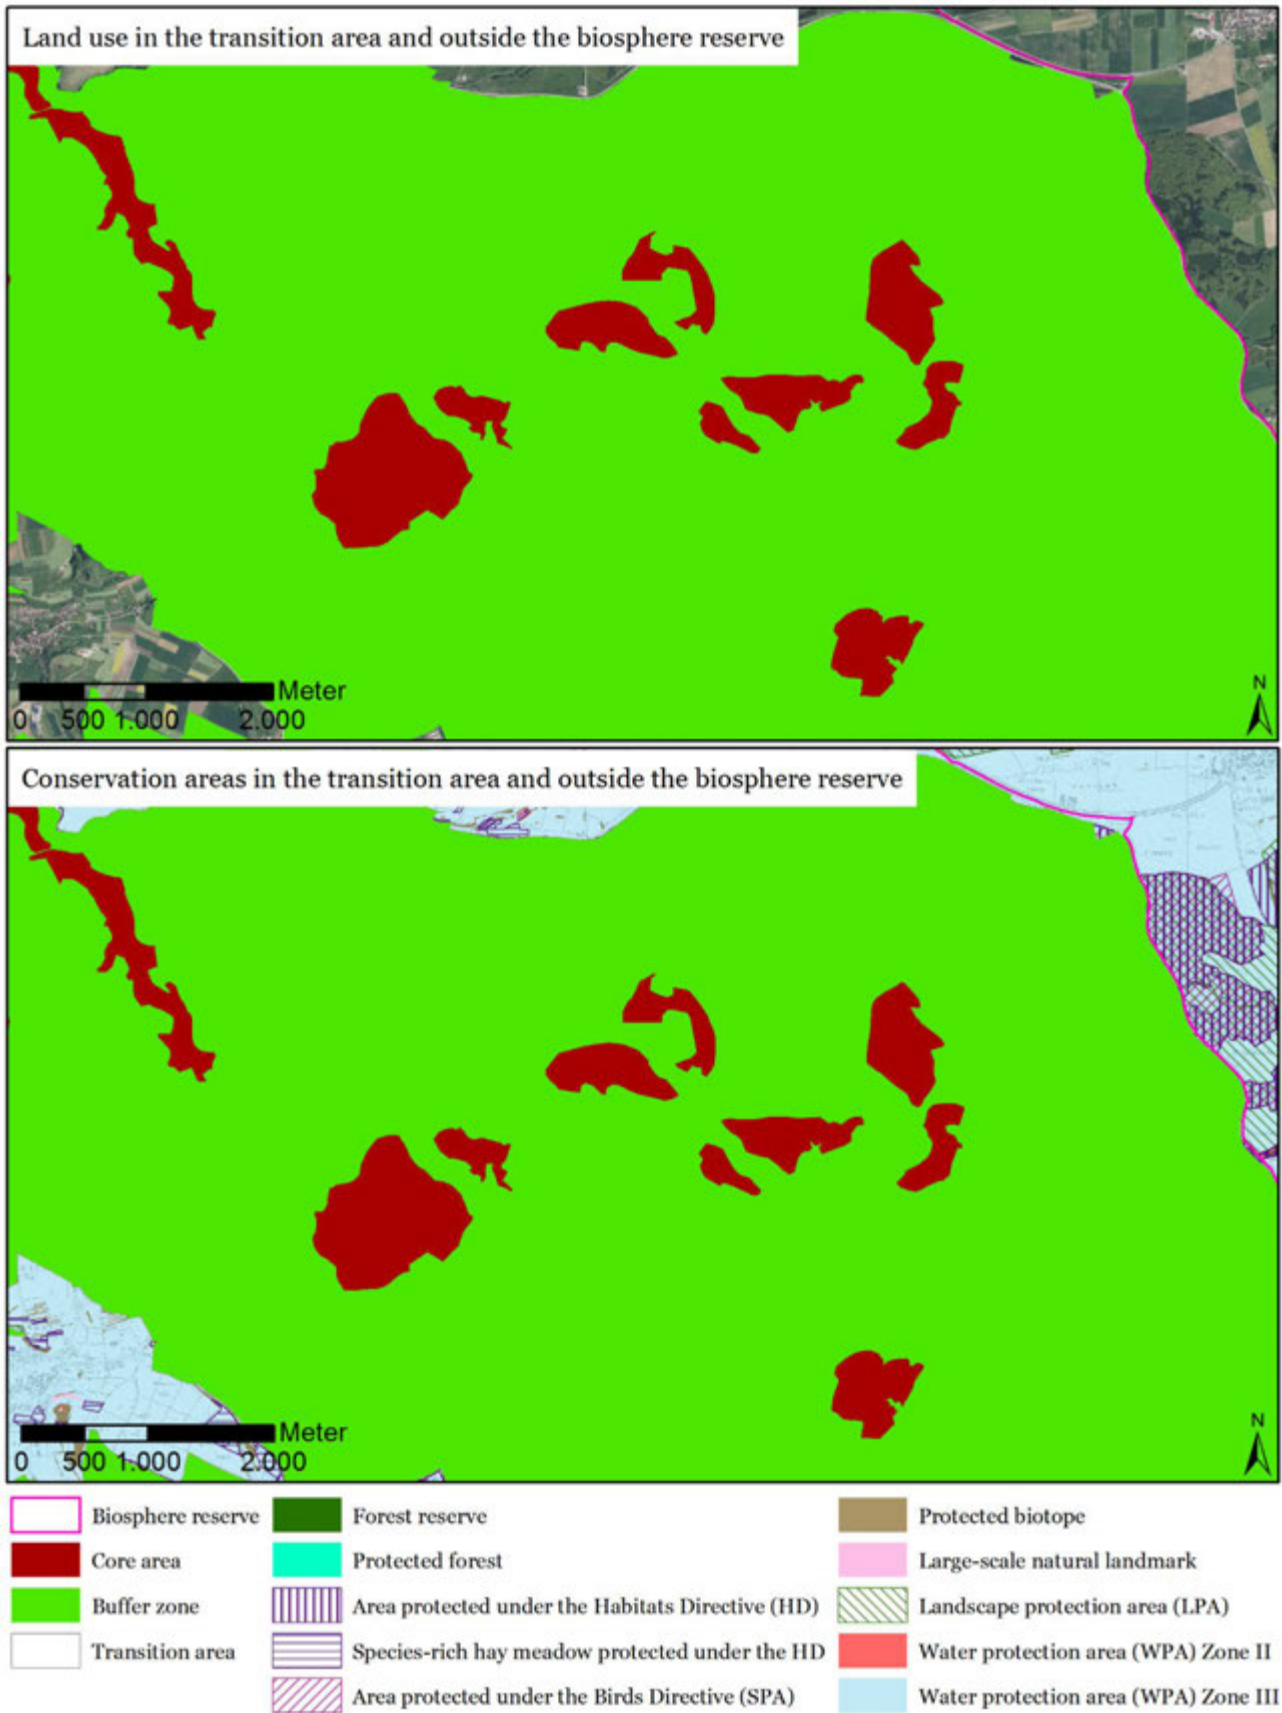 Land use in the transition area and outside the biosphere reserve
Meter
0 500 1.000 2.000
N
Conservation areas in the transition area and outside the biosphere reserve
Meter
0 500 1.000 2.000
N
Biosphere reserve
Core area
Buffer zone
Transition area
Forest reserve
Protected forest
Area protected under the Habitats Directive (HD)
Species-rich hay meadow protected under the HD
Area protected under the Birds Directive (SPA)
Protected biotope
Large-scale natural landmark
Landscape protection area (LPA)
Water protection area (WPA) Zone II
Water protection area (WPA) Zone III